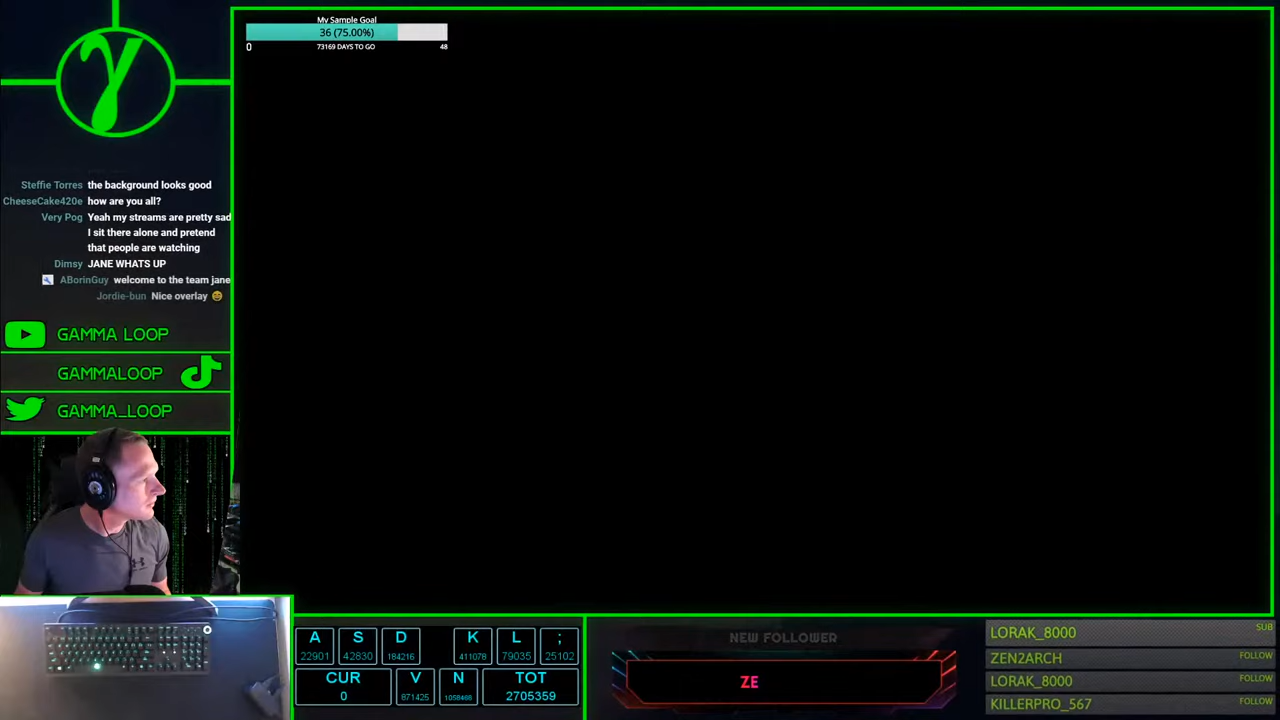 My Sample Goal
36 (75.00%)
0 73169 DAYS TO GO 48
γ
Steffie Torres the background looks good
CheeseCake420e how are you all?
Very Pog Yeah my streams are pretty sad
I sit there alone and pretend
that people are watching
Dimsy JANE WHATS UP
ABorinGuy welcome to the team jane
Jordie-bun Nice overlay
GAMMA LOOP
GAMMALOOP
GAMMA_LOOP
A S D K L ;
22901 42830 184216 411078 79035 25102
CUR V N TOT
0 871425 1058468 2705359
NEW FOLLOWER
ZE
LORAK_8000 SUB
ZEN2ARCH FOLLOW
LORAK_8000 FOLLOW
KILLERPRO_567 FOLLOW